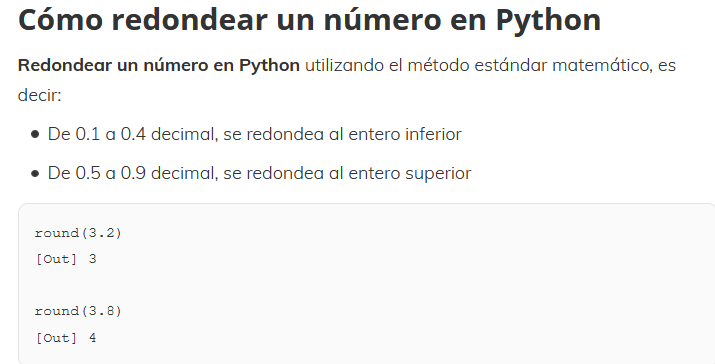 Cómo redondear un número en Python
Redondear un número en Python utilizando el método estándar matemático, es
decir:
De 0.1 a 0.4 decimal, se redondea al entero inferior
De 0.5 a 0.9 decimal, se redondea al entero superior
round(3.2)
[Out] 3
round(3.8)
[Out] 4